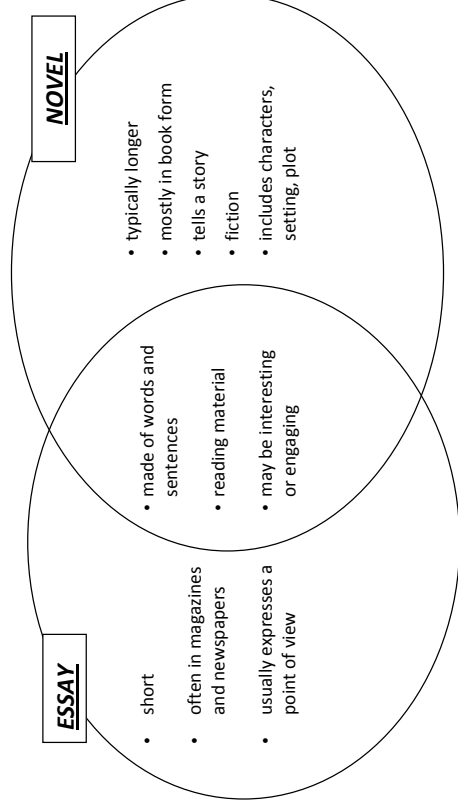 ESSAY
• short
• often in magazines
and newspapers
• usually expresses a
point of view
• made of words and
sentences
• reading material
• may be interesting
or engaging
NOVEL
• typically longer
• mostly in book form
• tells a story
• fiction
• includes characters,
setting, plot